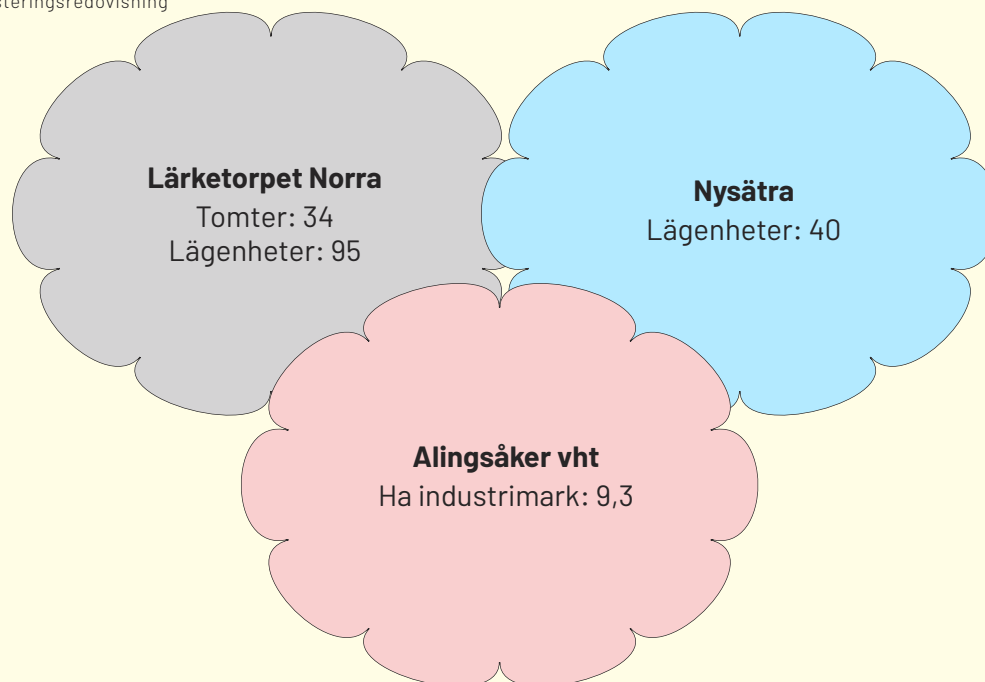 Lärketorpet Norra
Tomter: 34
Lägenheter: 95
Nysätra
Lägenheter: 40
Alingsåker vht
Ha industrimark: 9,3